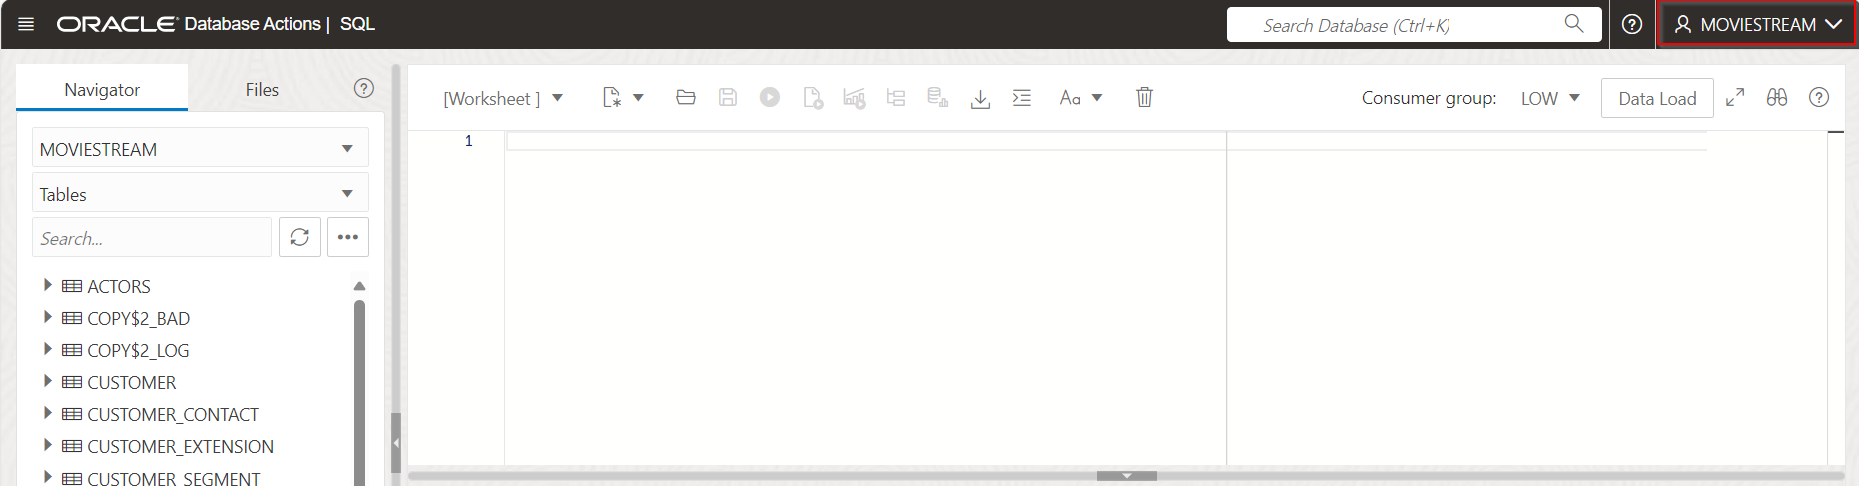 ORACLE Database Actions | SQL
Search Database (Ctrl+K)
MOVIESTREAM
Navigator
Files
[Worksheet ]
Aa
Consumer group:
LOW
Data Load
MOVIESTREAM
Tables
Search...
ACTORS
COPY$2_BAD
COPY$2_LOG
CUSTOMER
CUSTOMER_CONTACT
CUSTOMER_EXTENSION
CUSTOMER_SEGMENT
1